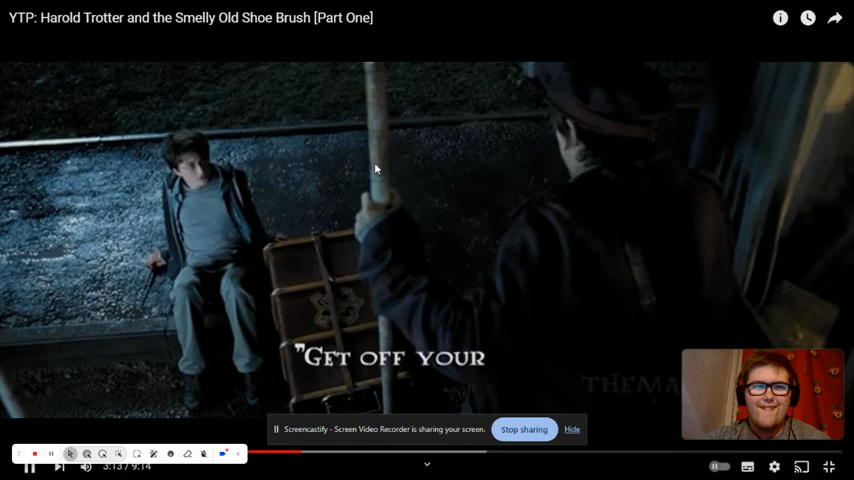 YTP: Harold Trotter and the Smelly Old Shoe Brush [Part One]
"GET OFF YOUR
THEMA
Screencastify - Screen Video Recorder is sharing your screen.
Stop sharing
Hide
3:13 / 9:14